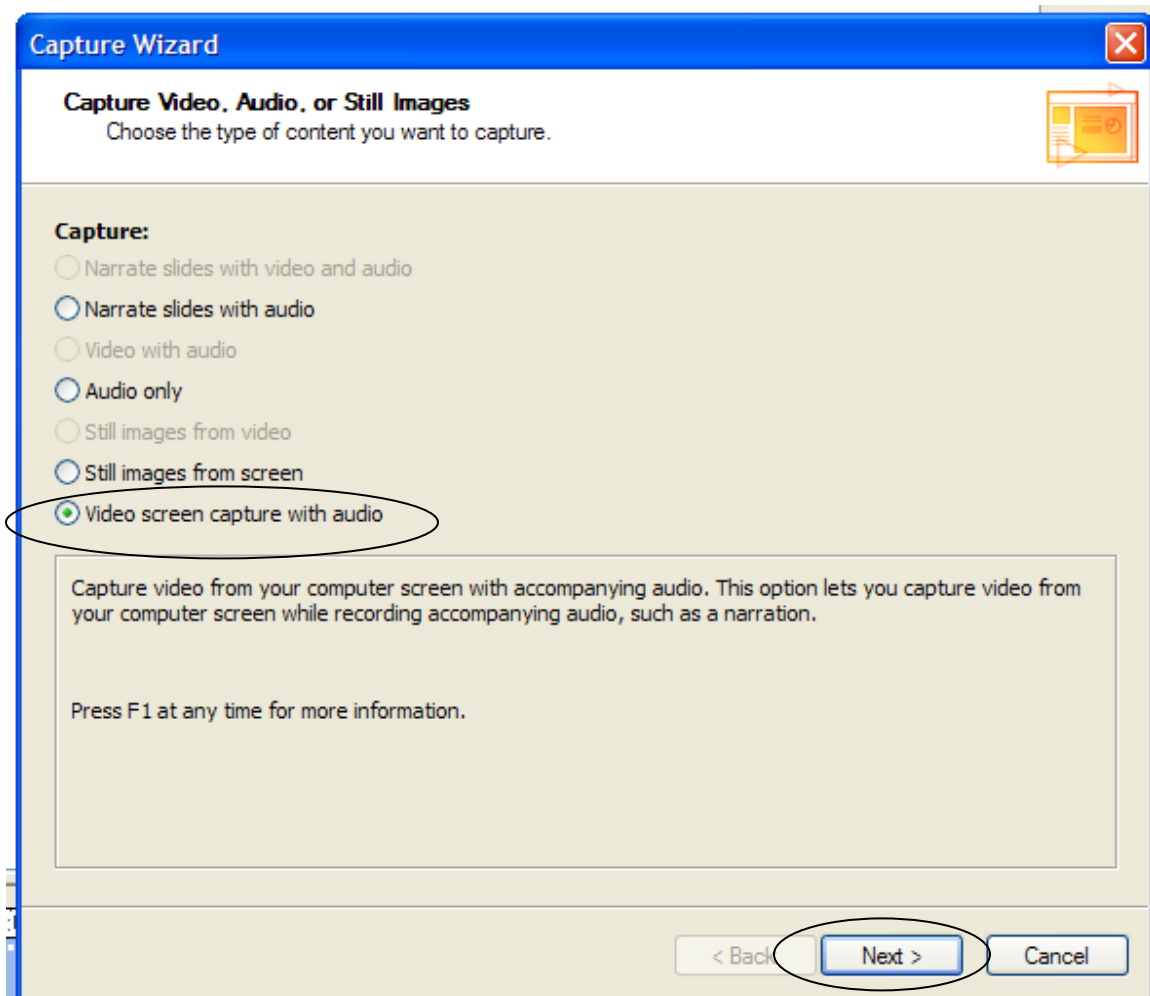 Capture Wizard
Capture Video, Audio, or Still Images
Choose the type of content you want to capture.
Capture:
Narrate slides with video and audio
Narrate slides with audio
Video with audio
Audio only
Still images from video
Still images from screen
Video screen capture with audio
Capture video from your computer screen with accompanying audio. This option lets you capture video from
your computer screen while recording accompanying audio, such as a narration.
Press F1 at any time for more information.
< Back Next > Cancel